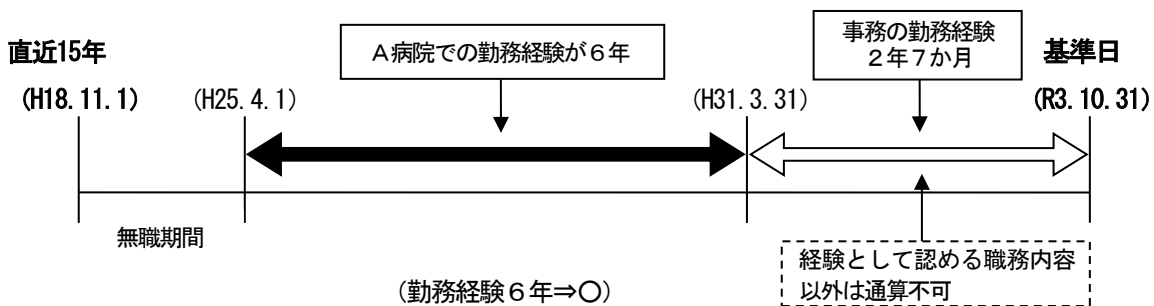 直近15年
(H18.11.1)
(H25.4.1)
A病院での勤務経験が６年
(H31.3.31)
事務の勤務経験
２年７か月
基準日
(R3.10.31)
無職期間
(勤務経験６年⇒〇)
経験として認める職務内容
以外は通算不可